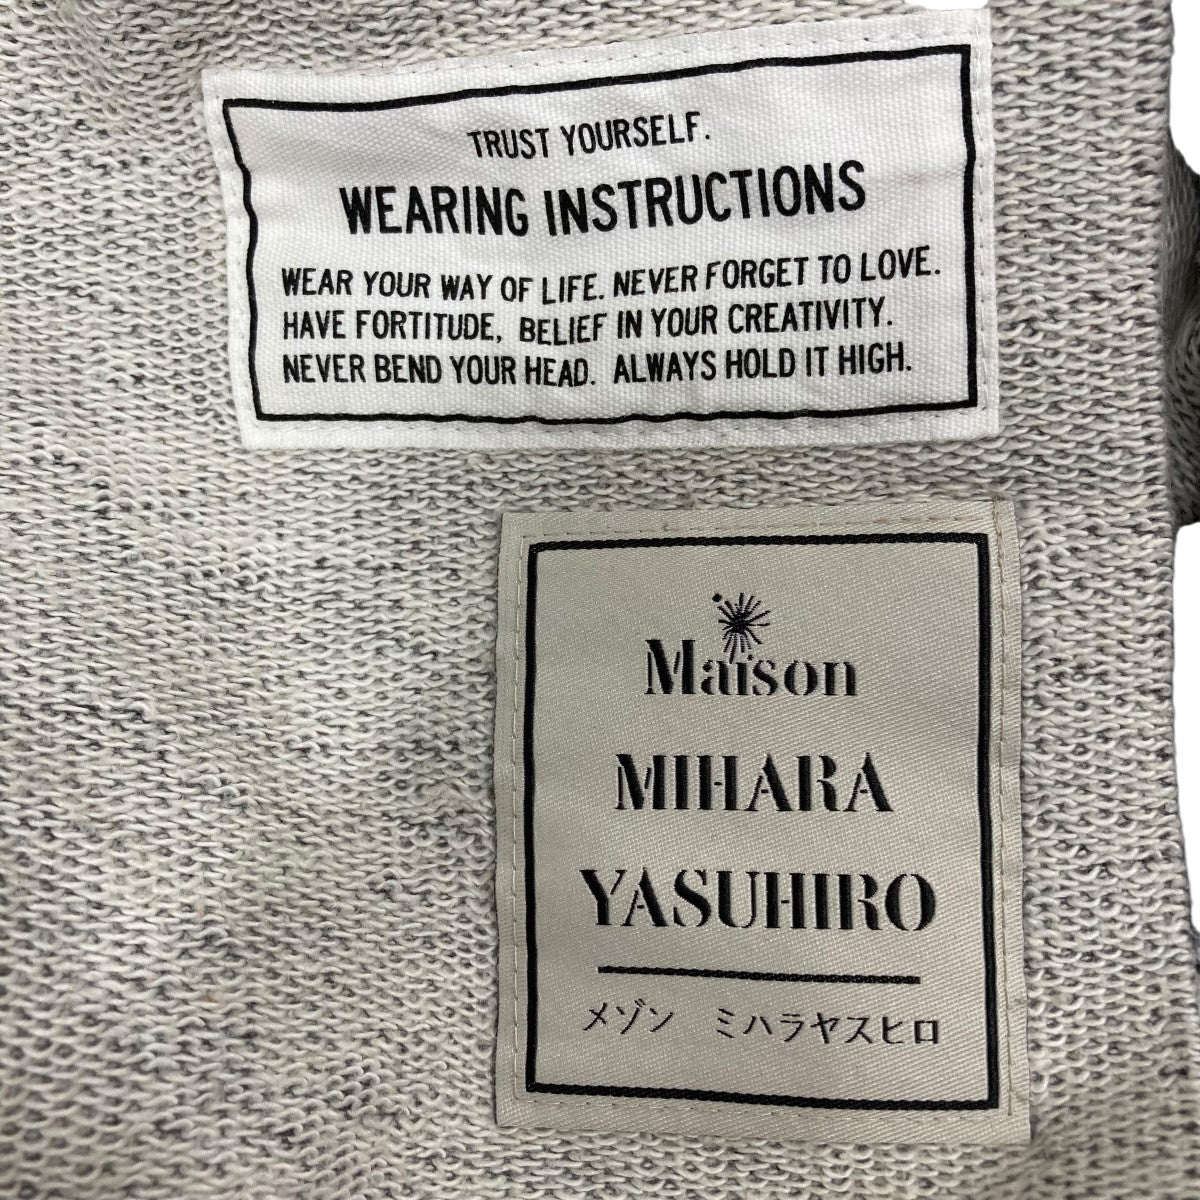 TRUST YOURSELF.
WEARING INSTRUCTIONS
WEAR YOUR WAY OF LIFE. NEVER FORGET TO LOVE.
HAVE FORTITUDE, BELIEF IN YOUR CREATIVITY.
NEVER BEND YOUR HEAD. ALWAYS HOLD IT HIGH.
Maison
MIHARA
YASUHIRO
メゾン ミハラヤスヒロ